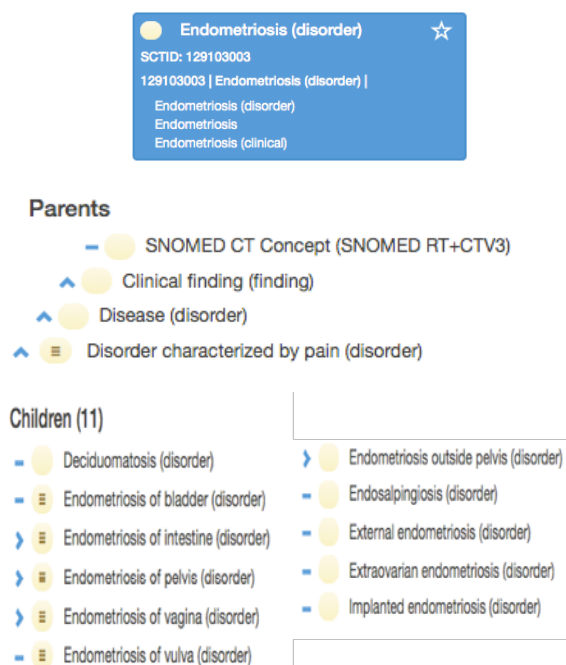 Endometriosis (disorder)
SCTID: 129103003
129103003 | Endometriosis (disorder) |
Endometriosis (disorder)
Endometriosis
Endometriosis (clinical)
Parents
SNOMED CT Concept (SNOMED RT+CTV3)
Clinical finding (finding)
Disease (disorder)
Disorder characterized by pain (disorder)
Children (11)
Deciduomatosis (disorder)
Endometriosis of bladder (disorder)
Endometriosis of intestine (disorder)
Endometriosis of pelvis (disorder)
Endometriosis of vagina (disorder)
Endometriosis of vulva (disorder)
Endometriosis outside pelvis (disorder)
Endosalpingiosis (disorder)
External endometriosis (disorder)
Extraovarian endometriosis (disorder)
Implanted endometriosis (disorder)